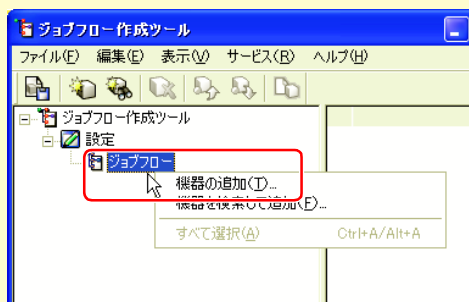 ジョブフロー作成ツール
ファイル(F) 編集(E) 表示(V) サービス(R) ヘルプ(H)
ジョブフロー作成ツール
設定
ジョブフロー
機器の追加(T)...
機器を検索して追加(F)...
すべて選択(A) Ctrl+A/Alt+A